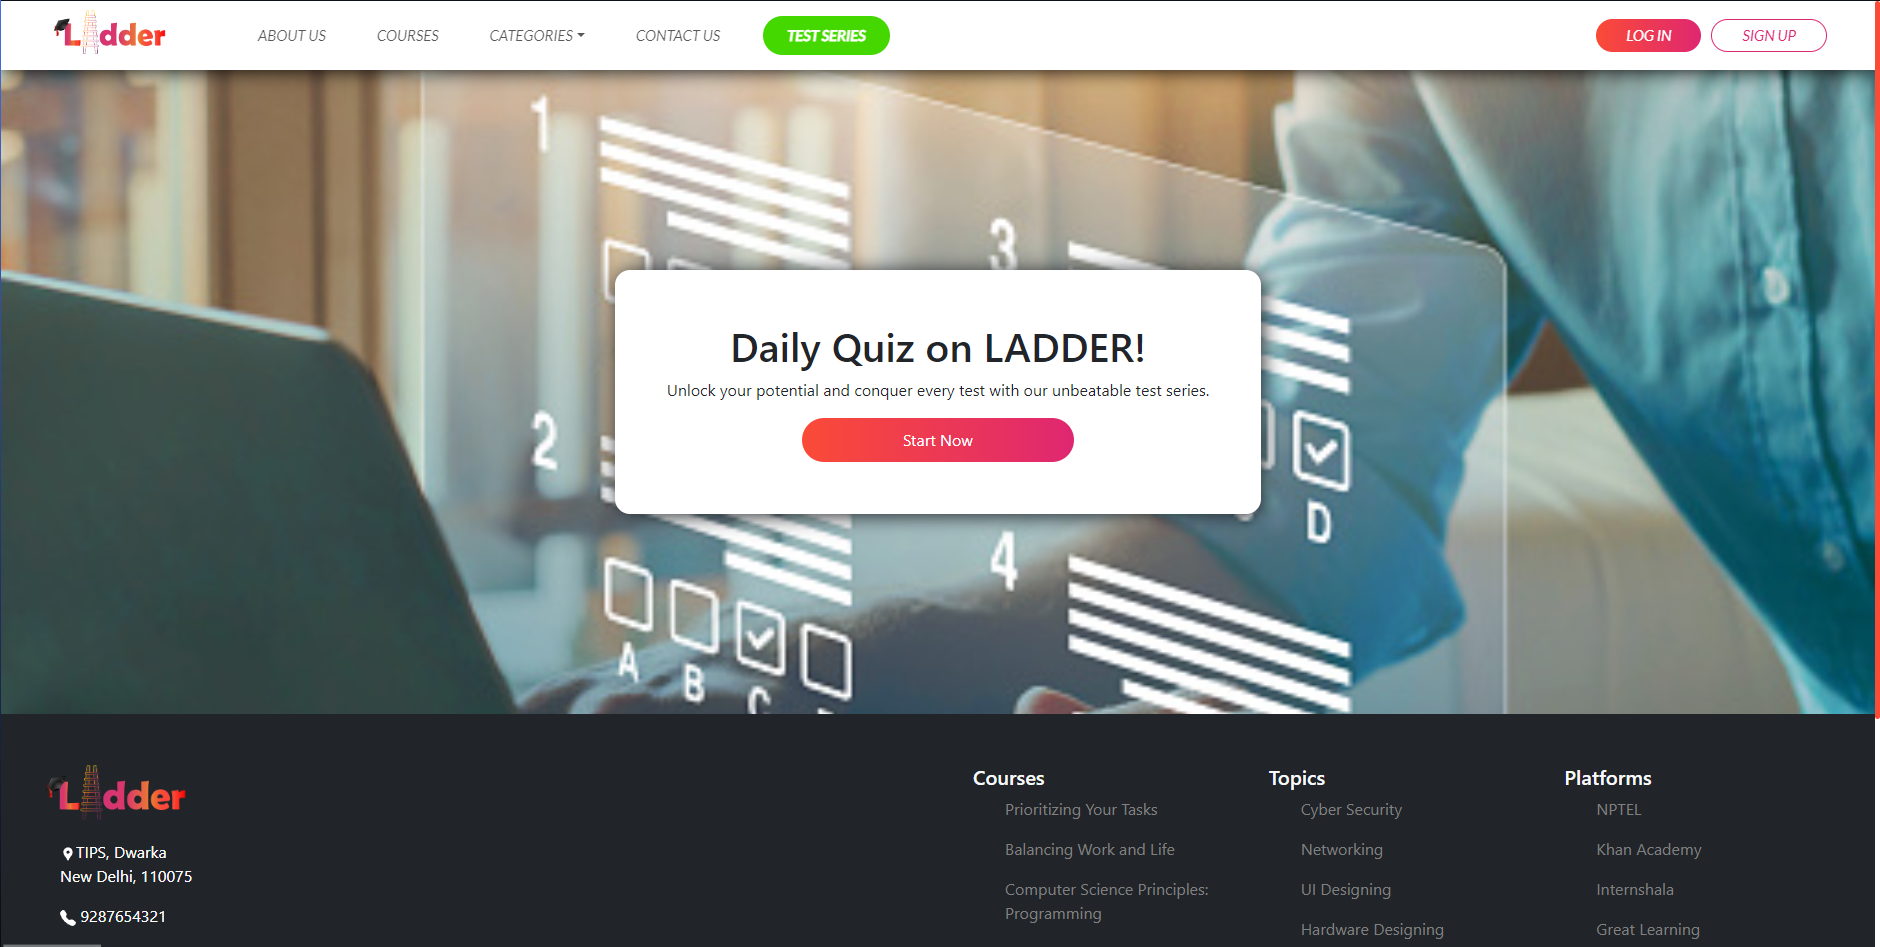 Ladder
ABOUT US
COURSES
CATEGORIES
CONTACT US
TEST SERIES
LOG IN
SIGN UP
1
3
2
D
4
A
B
C
Daily Quiz on LADDER!
Unlock your potential and conquer every test with our unbeatable test series.
Start Now
Ladder
TIPS, Dwarka
New Delhi, 110075
9287654321
Courses
Prioritizing Your Tasks
Balancing Work and Life
Computer Science Principles:
Programming
Topics
Cyber Security
Networking
UI Designing
Hardware Designing
Platforms
NPTEL
Khan Academy
Internshala
Great Learning